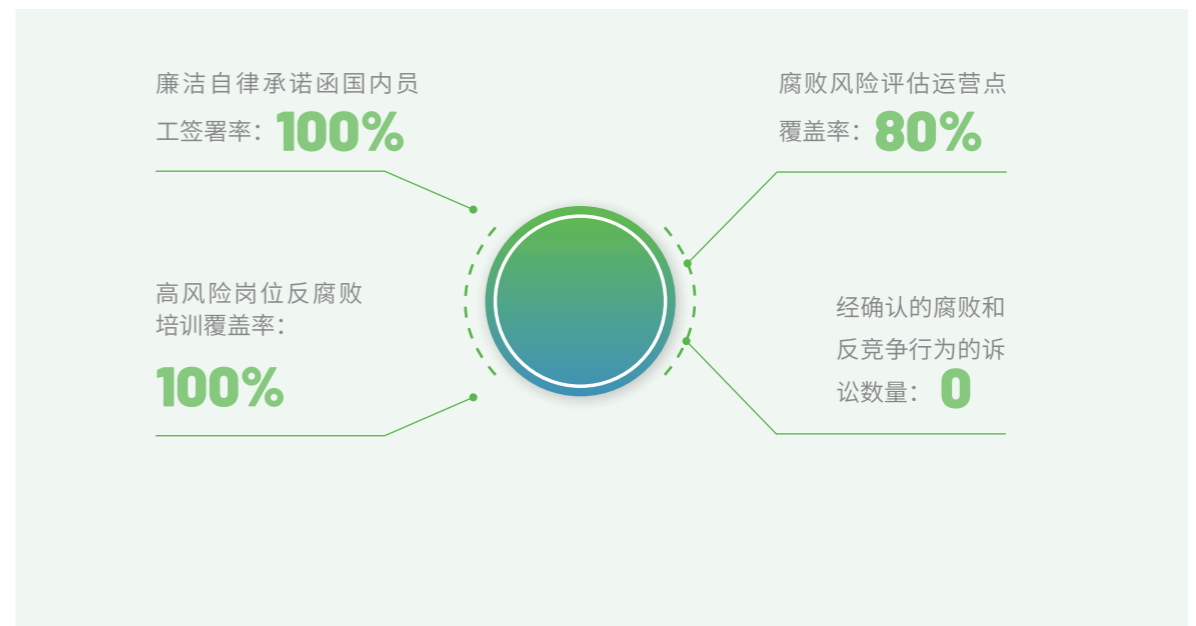 廉洁自律承诺函国内员
工签署率：100%
高风险岗位反腐败
培训覆盖率：
100%
腐败风险评估运营点
覆盖率：80%
经确认的腐败和
反竞争行为的诉
讼数量：0